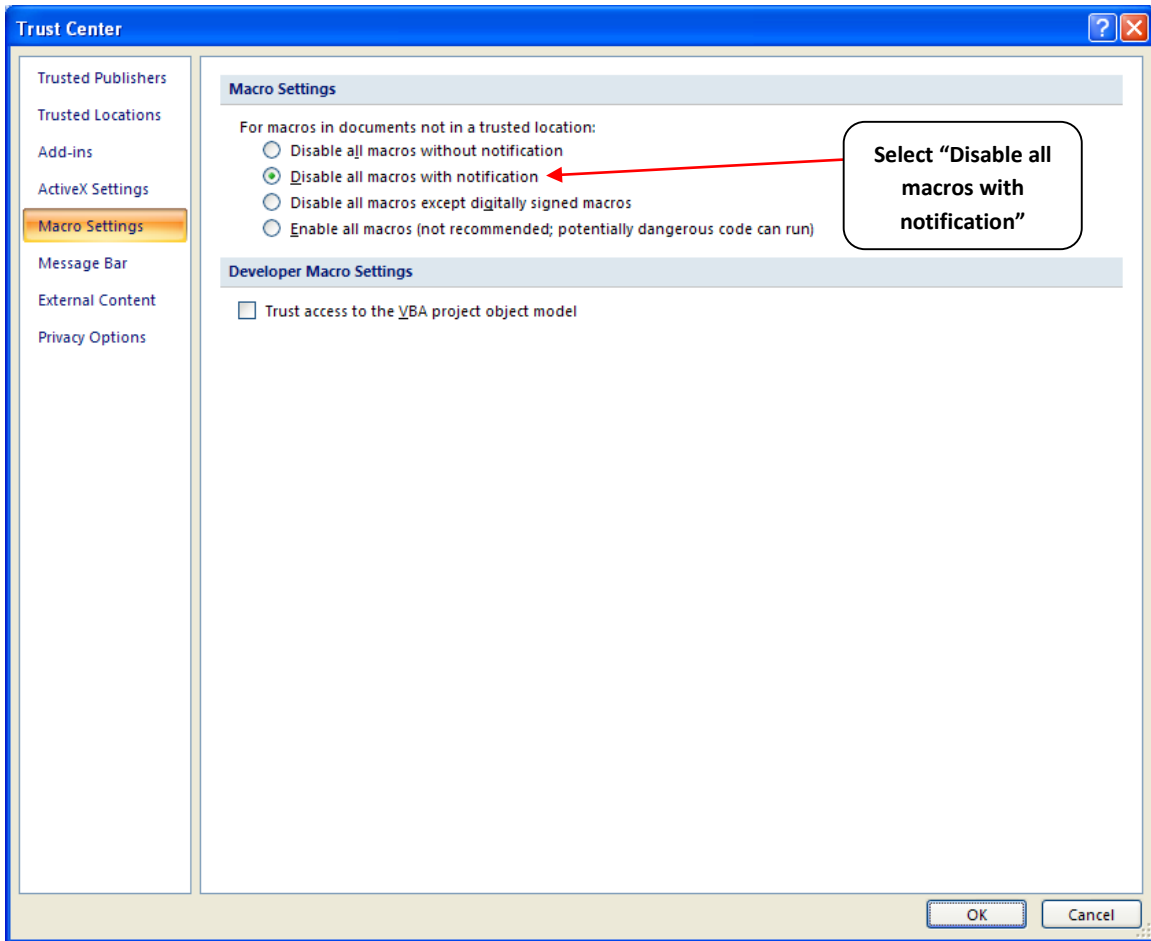 Trust Center
Trusted Publishers
Trusted Locations
Add-ins
ActiveX Settings
Macro Settings
Message Bar
External Content
Privacy Options
Macro Settings
For macros in documents not in a trusted location:
Disable all macros without notification
Disable all macros with notification
Disable all macros except digitally signed macros
Enable all macros (not recommended; potentially dangerous code can run)
Select “Disable all
macros with
notification”
Developer Macro Settings
Trust access to the VBA project object model
OK
Cancel